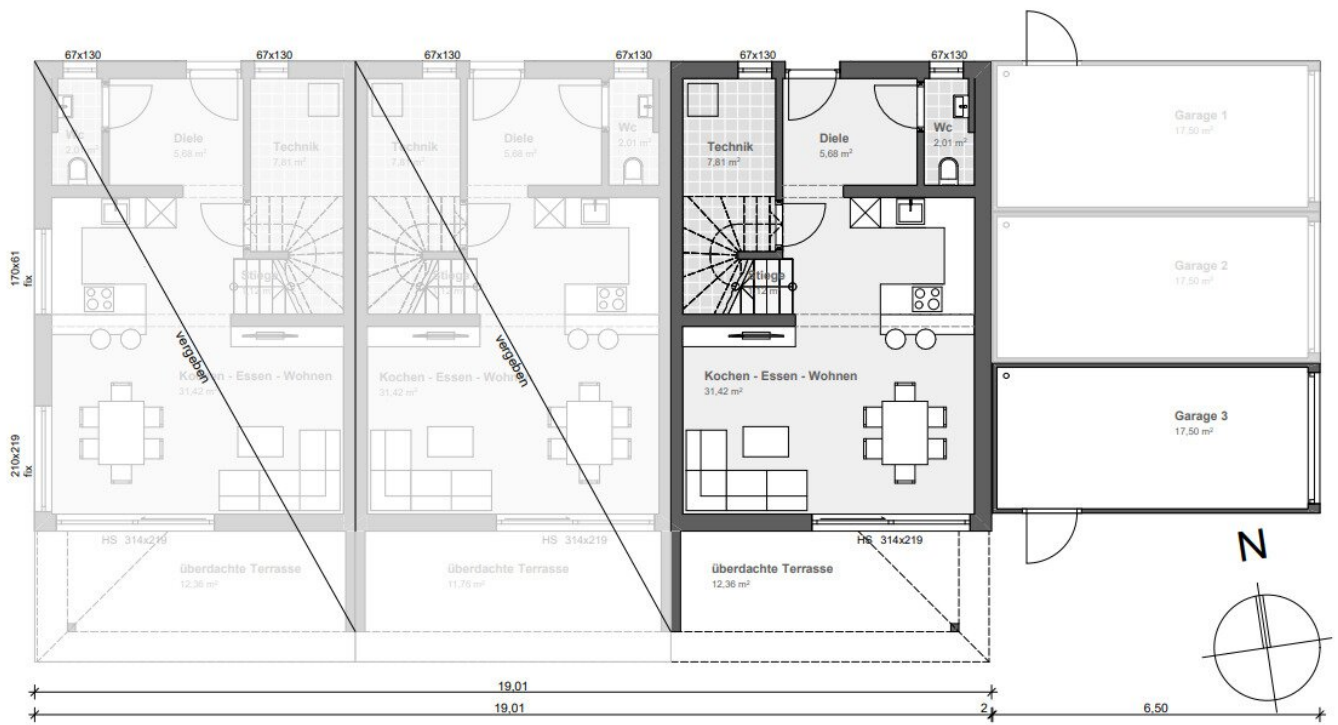 67x130
67x130
67x130
67x130
67x130
67x130
Wc
2,01 m²
Diele
5,68 m²
Technik
7,81 m²
Technik
Diele
5,68 m²
Wc
2,01 m²
Technik
7,81 m²
Diele
5,68 m²
Wc
2,01 m²
Garage 1
17,50 m²
Garage 2
17,50 m²
Garage 3
17,50 m²
170x61
fix
Stiege
Stiege
Stiege
vergeben
vergeben
Kochen - Essen - Wohnen
31,42 m²
Kochen - Essen - Wohnen
31,42 m²
Kochen - Essen - Wohnen
31,42 m²
210x219
fix
HS 314x219
HS 314x219
HS 314x219
überdachte Terrasse
12,36 m²
überdachte Terrasse
11,76 m²
überdachte Terrasse
12,36 m²
N
19,01
19,01
2
6,50